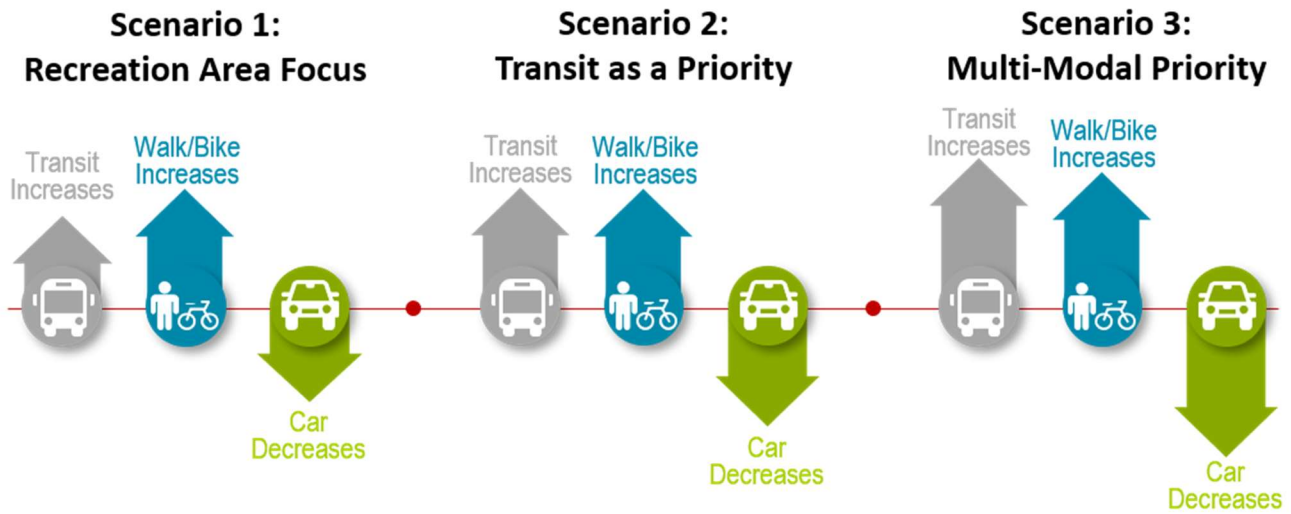 Scenario 1:
Recreation Area Focus
Transit
Increases
Walk/Bike
Increases
Car
Decreases
Scenario 2:
Transit as a Priority
Transit
Increases
Walk/Bike
Increases
Car
Decreases
Scenario 3:
Multi-Modal Priority
Transit
Increases
Walk/Bike
Increases
Car
Decreases